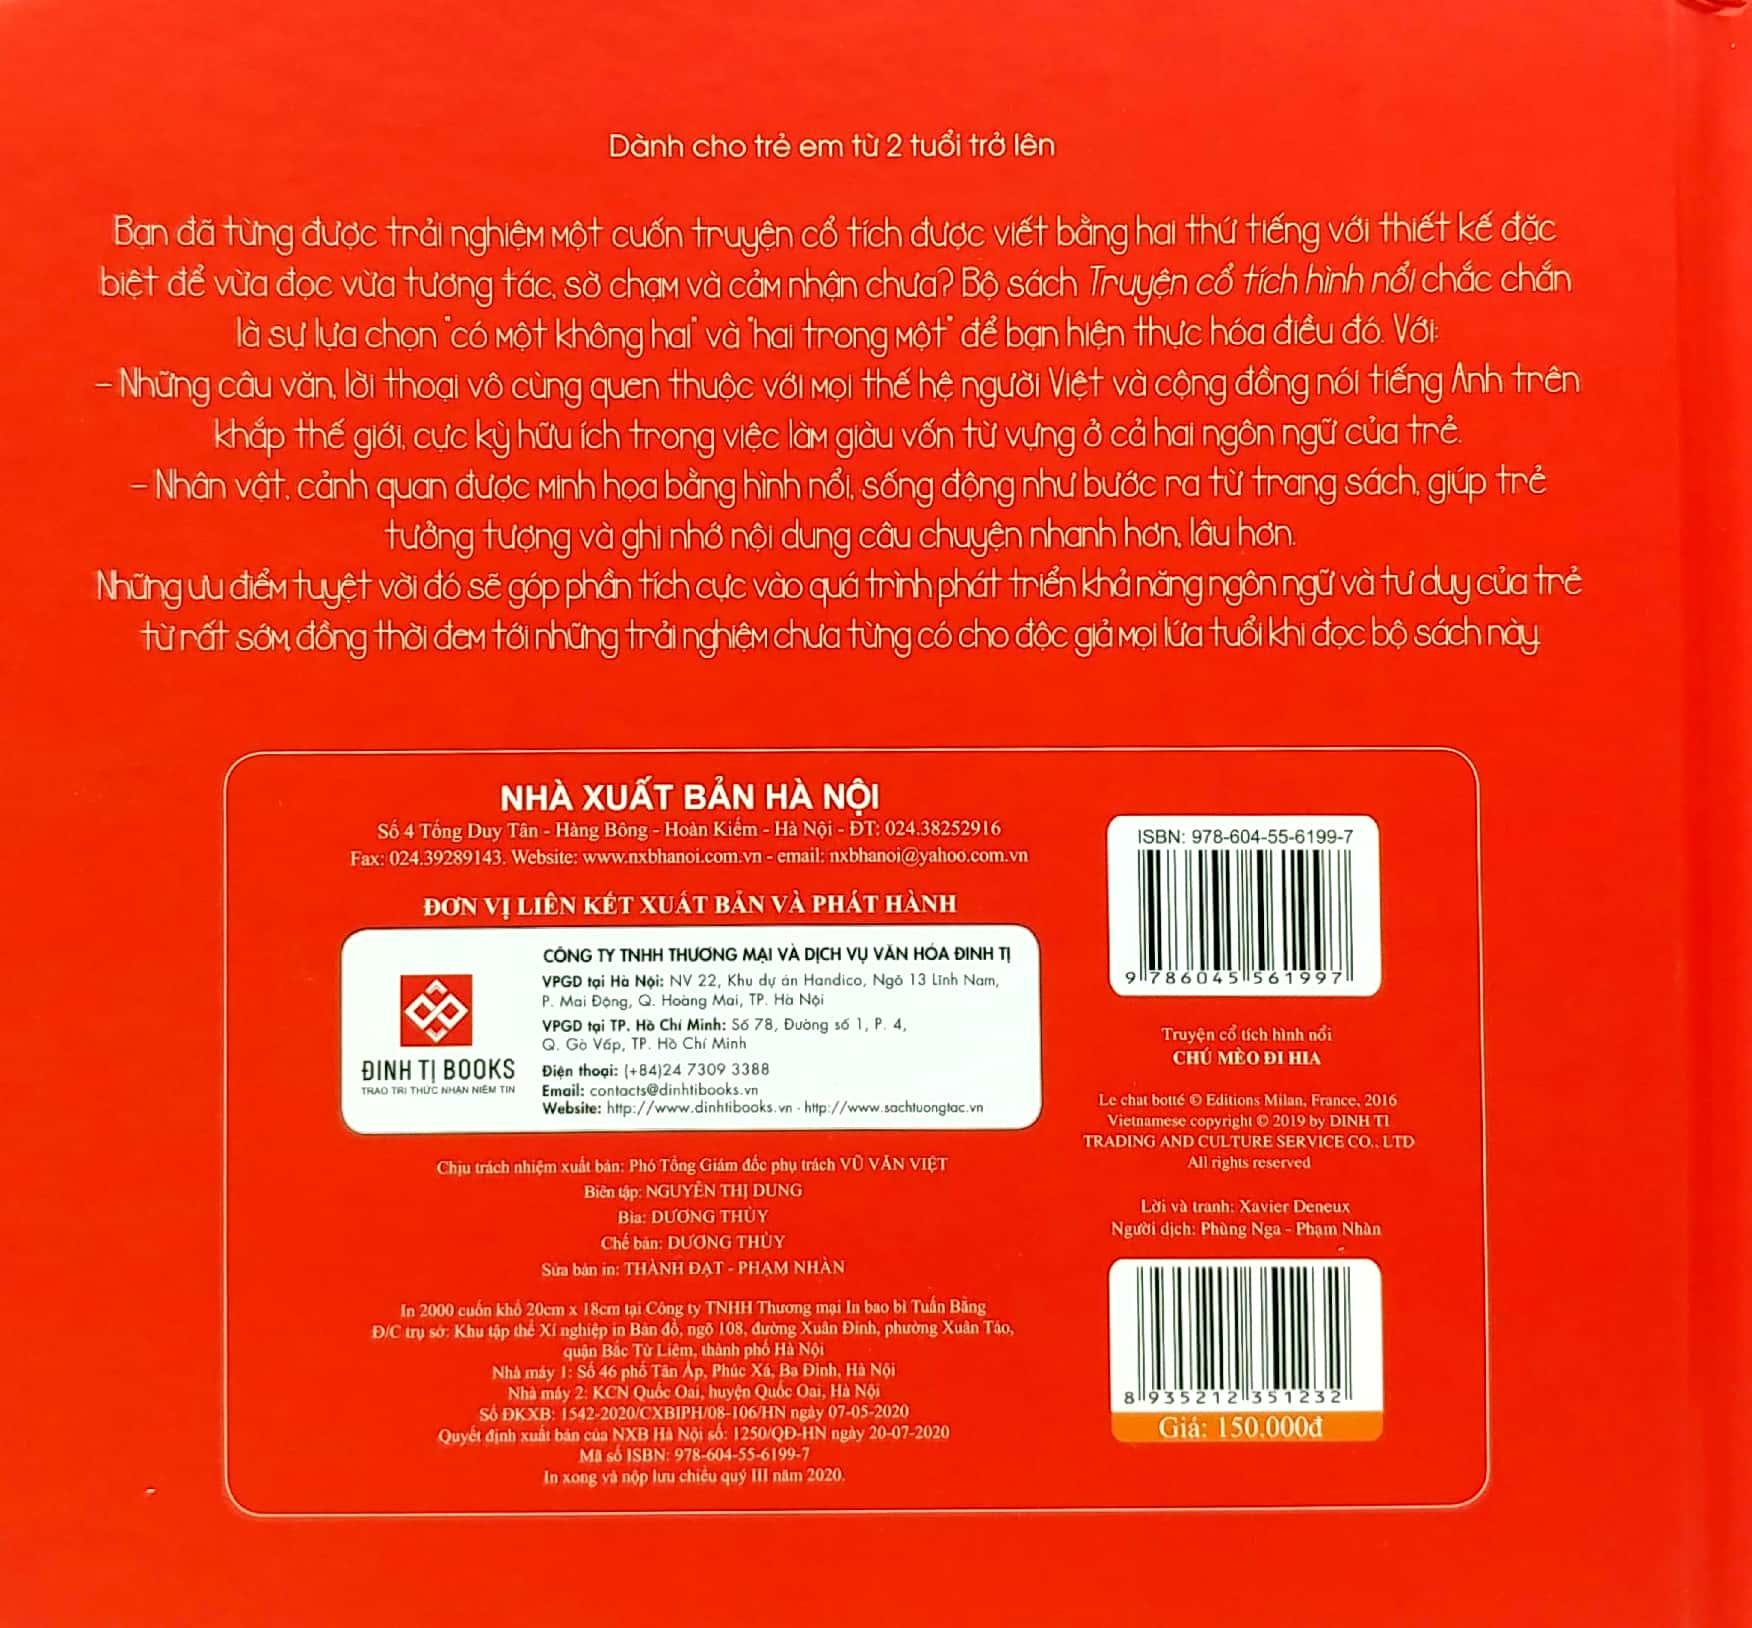 Dành cho trẻ em từ 2 tuổi trở lên
Bạn đã từng được trải nghiệm một cuốn truyện cổ tích được viết bằng hai thứ tiếng với thiết kế đặc
biệt để vừa đọc vừa tương tác, sờ chạm và cảm nhận chưa? Bộ sách Truyện cổ tích hình nổi chắc chắn
là sự lựa chọn "có một không hai" và "hai trong một" để bạn hiện thực hóa điều đó. Với:
– Những câu văn, lời thoại vô cùng quen thuộc với mọi thế hệ người Việt và cộng đồng nói tiếng Anh trên
khắp thế giới, cực kỳ hữu ích trong việc làm giàu vốn từ vựng ở cả hai ngôn ngữ của trẻ.
– Nhân vật, cảnh quan được minh họa bằng hình nổi, sống động như bước ra từ trang sách, giúp trẻ
tưởng tượng và ghi nhớ nội dung câu chuyện nhanh hơn, lâu hơn.
Những ưu điểm tuyệt vời đó sẽ góp phần tích cực vào quá trình phát triển khả năng ngôn ngữ và tư duy của trẻ
từ rất sớm, đồng thời đem tới những trải nghiệm chưa từng có cho độc giả mọi lứa tuổi khi đọc bộ sách này.
NHÀ XUẤT BẢN HÀ NỘI
Số 4 Tống Duy Tân - Hàng Bông - Hoàn Kiếm - Hà Nội - ĐT: 024.38252916
Fax: 024.39289143. Website: www.nxbhanoi.com.vn - email: nxbhanoi@yahoo.com.vn
ĐƠN VỊ LIÊN KẾT XUẤT BẢN VÀ PHÁT HÀNH
ĐINH TỊ BOOKS
TRAO TRI THỨC NHẬN NIỀM TIN
CÔNG TY TNHH THƯƠNG MẠI VÀ DỊCH VỤ VĂN HÓA ĐINH TỊ
VPGD tại Hà Nội: NV 22, Khu dự án Handico, Ngõ 13 Lĩnh Nam,
P. Mai Động, Q. Hoàng Mai, TP. Hà Nội
VPGD tại TP. Hồ Chí Minh: Số 78, Đường số 1, P. 4,
Q. Gò Vấp, TP. Hồ Chí Minh
Điện thoại: (+84)24 7309 3388
Email: contacts@dinhtibooks.vn
Website: http://www.dinhtibooks.vn - http://www.sachtuongtac.vn
Chịu trách nhiệm xuất bản: Phó Tổng Giám đốc phụ trách VŨ VĂN VIỆT
Biên tập: NGUYỄN THỊ DUNG
Bìa: DƯƠNG THÙY
Chế bản: DƯƠNG THÙY
Sửa bản in: THÀNH ĐẠT - PHẠM NHÀN
In 2000 cuốn khổ 20cm x 18cm tại Công ty TNHH Thương mại In bao bì Tuấn Bằng
Đ/C trụ sở: Khu tập thể Xí nghiệp in Bản đồ, ngõ 108, đường Xuân Đỉnh, phường Xuân Tảo,
quận Bắc Từ Liêm, thành phố Hà Nội
Nhà máy 1: Số 46 phố Tân Ấp, Phúc Xá, Ba Đình, Hà Nội
Nhà máy 2: KCN Quốc Oai, huyện Quốc Oai, Hà Nội
Số ĐKXB: 1542-2020/CXBIPH/08-106/HN ngày 07-05-2020
Quyết định xuất bản của NXB Hà Nội số: 1250/QĐ-HN ngày 20-07-2020
Mã số ISBN: 978-604-55-6199-7
In xong và nộp lưu chiểu quý III năm 2020.
ISBN: 978-604-55-6199-7
9 786045 561997
Truyện cổ tích hình nổi
CHÚ MÈO ĐI HIA
Le chat botté © Editions Milan, France, 2016
Vietnamese copyright © 2019 by DINH TI
TRADING AND CULTURE SERVICE CO., LTD
All rights reserved
Lời và tranh: Xavier Deneux
Người dịch: Phùng Nga - Phạm Nhàn
8 935212 351232
Giá: 150.000đ